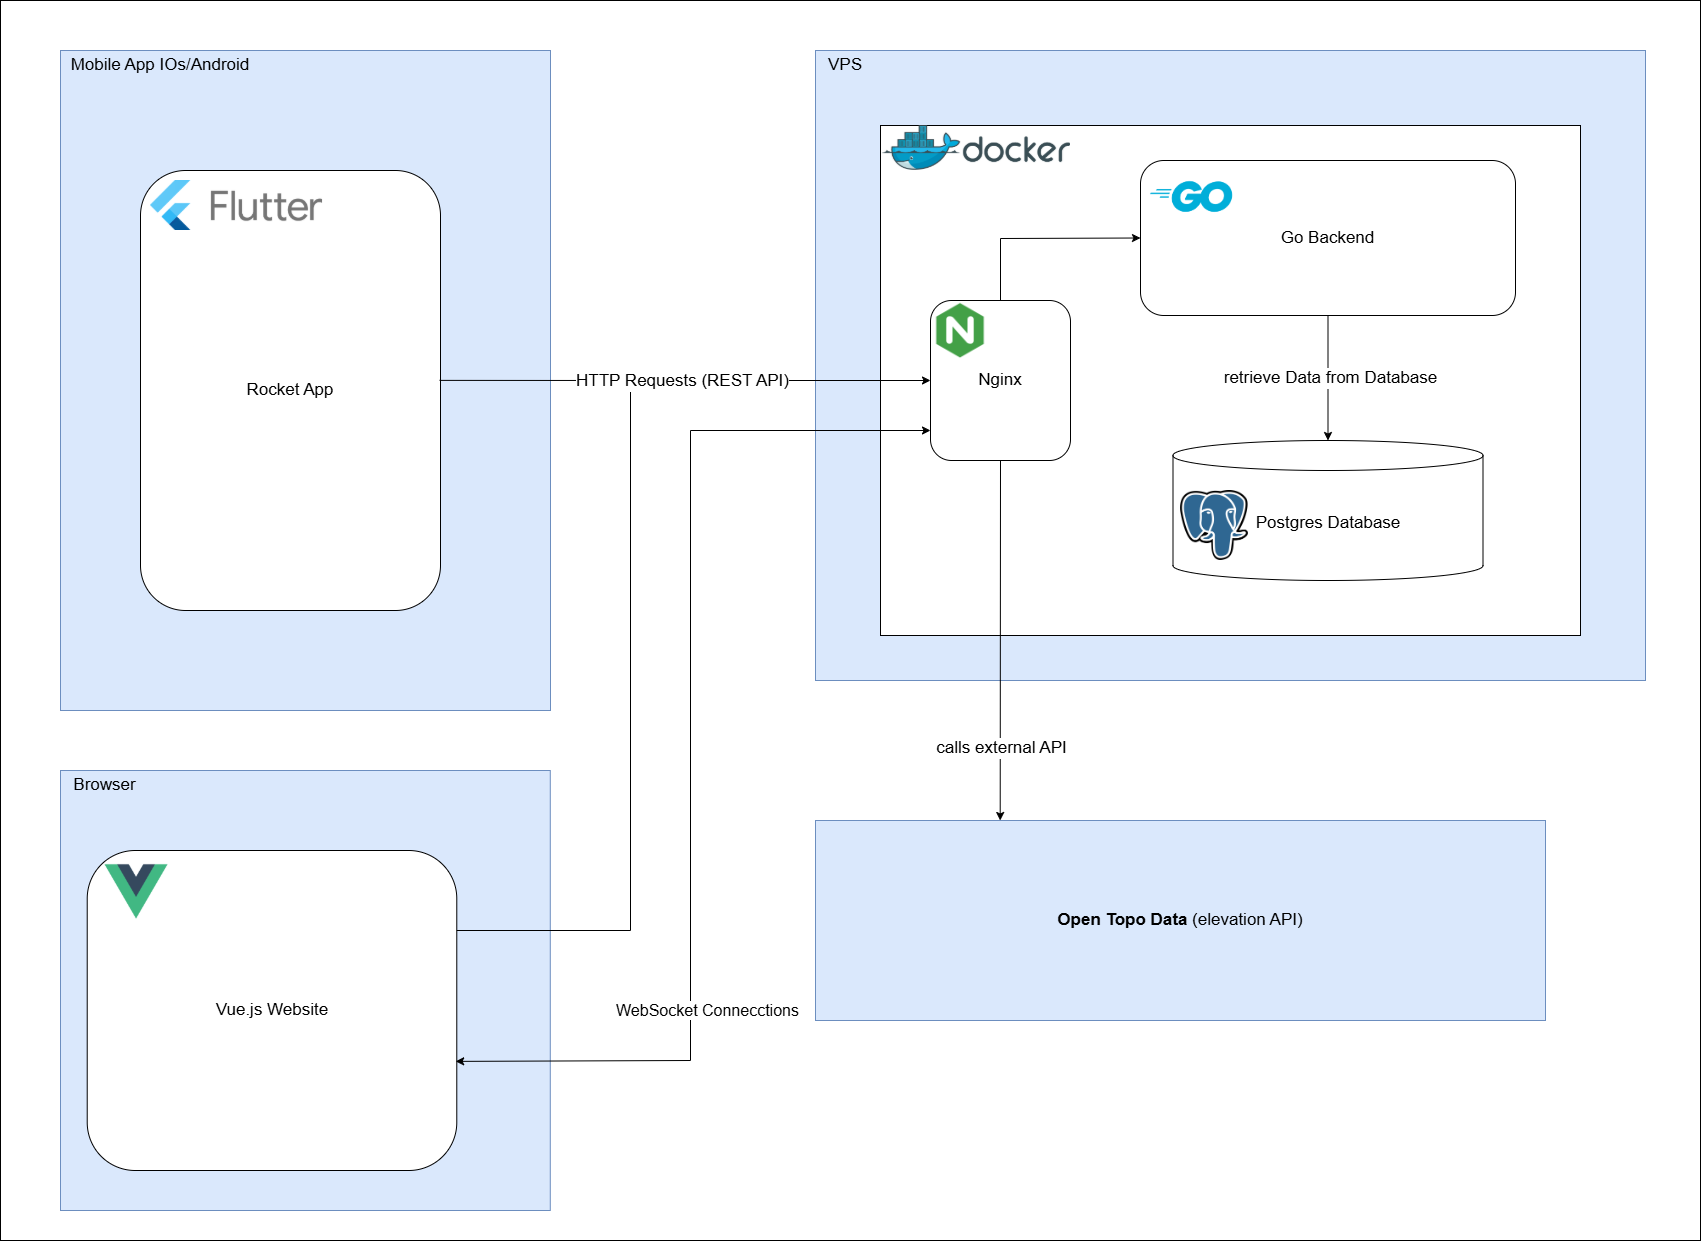 Mobile App IOs/Android
Flutter
Rocket App
VPS
docker
GO
Go Backend
N
Nginx
HTTP Requests (REST API)
retrieve Data from Database
Postgres Database
calls external API
Browser
Vue.js Website
WebSocket Connecctions
Open Topo Data (elevation API)